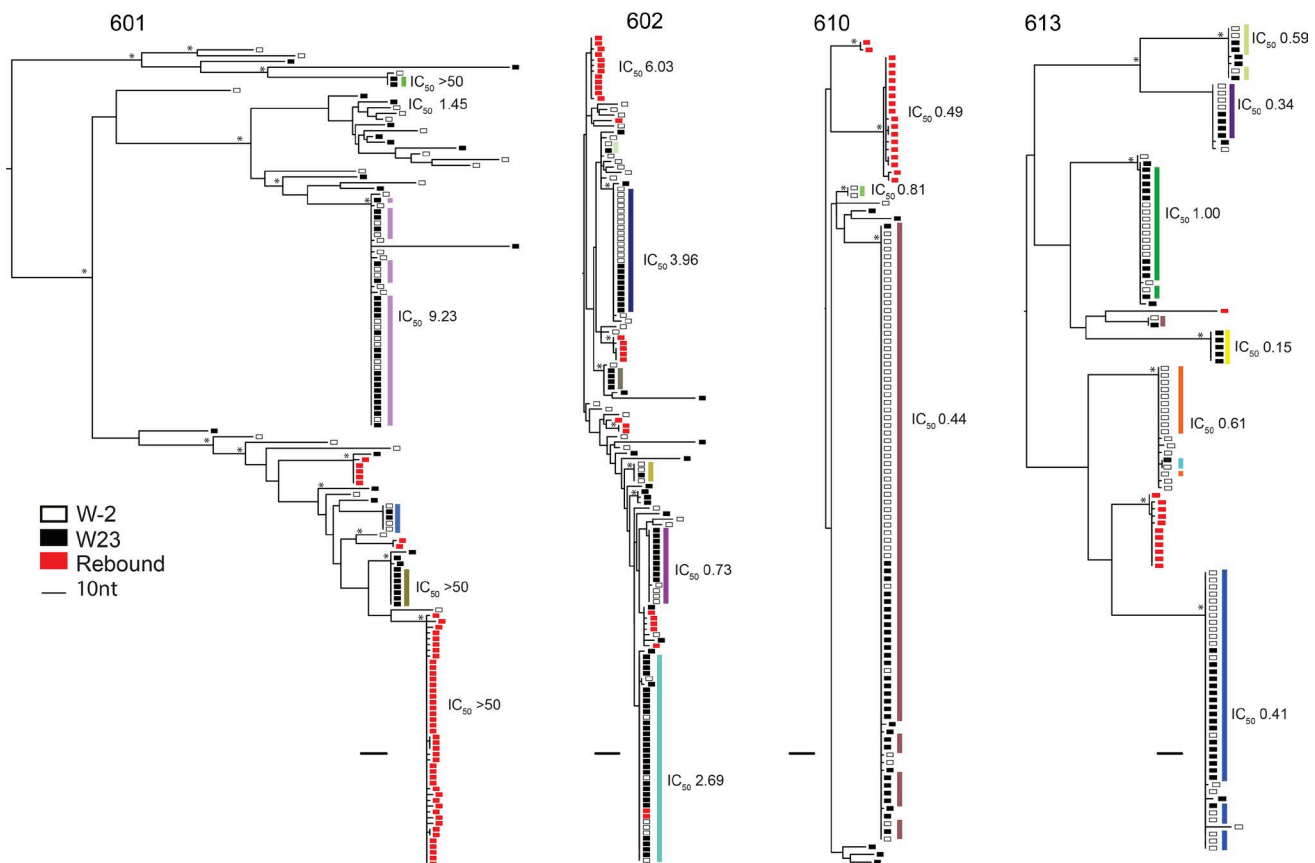 601
602
610
613
IC50 >50
IC50 1.45
IC50 9.23
IC50 >50
IC50 >50
IC50 6.03
IC50 3.96
IC50 0.73
IC50 2.69
IC50 0.49
IC50 0.81
IC50 0.44
IC50 0.59
IC50 0.34
IC50 1.00
IC50 0.15
IC50 0.61
IC50 0.41
W-2
W23
Rebound
10nt